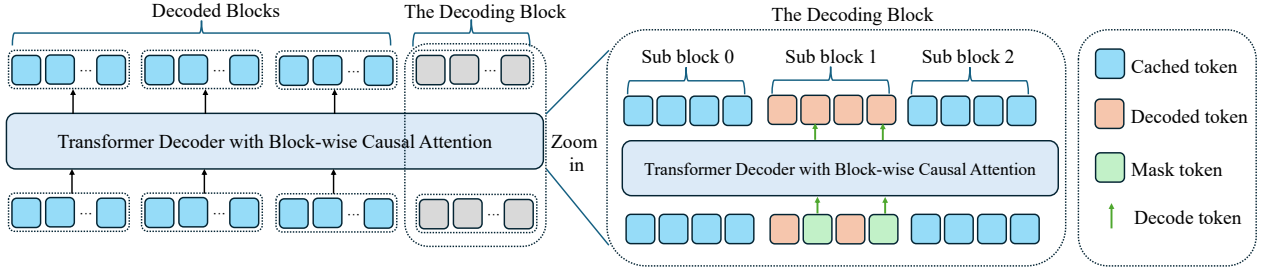 Decoded Blocks
The Decoding Block
...
...
...
...
Transformer Decoder with Block-wise Causal Attention
...
...
...
...
Zoom
in
The Decoding Block
Sub block 0
Sub block 1
Sub block 2
Transformer Decoder with Block-wise Causal Attention
Cached token
Decoded token
Mask token
Decode token